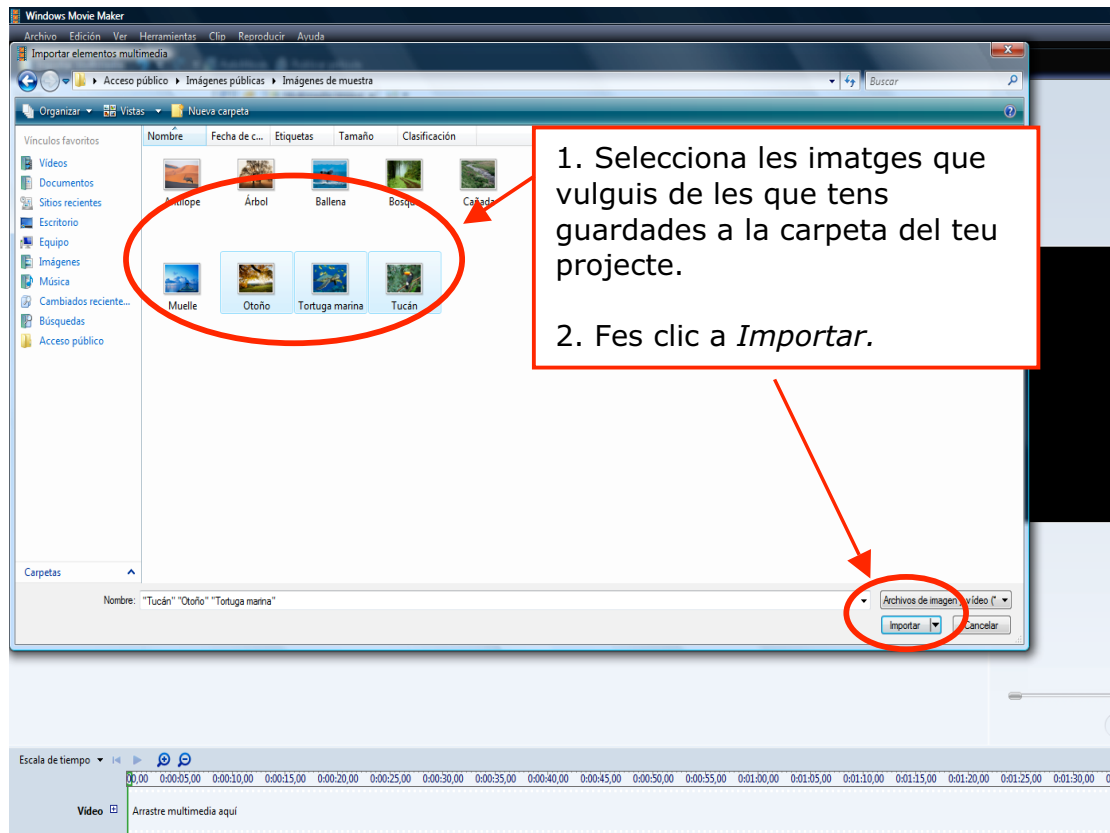 Windows Movie Maker
Archivo Edición Ver Herramientas Clip Reproducir Ayuda
Importar elementos multimedia
Acceso público Imágenes públicas Imágenes de muestra
Buscar
Organizar Vistas Nueva carpeta
Vínculos favoritos
Vídeos
Documentos
Sitios recientes
Escritorio
Equipo
Imágenes
Música
Cambiados reciente...
Búsquedas
Acceso público
Nombre Fecha de c... Etiquetas Tamaño Clasificación
Árbol Ballena
Muelle Otoño Tortuga marina Tucán
1. Selecciona les imatges que
vulguis de les que tens
guardades a la carpeta del teu
projecte.
2. Fes clic a Importar.
Carpetas
Nombre: "Tucán" "Otoño" "Tortuga marina"
Archivos de imagen y vídeo (*
Importar Cancelar
Escala de tiempo
00,00 0:00:05,00 0:00:10,00 0:00:15,00 0:00:20,00 0:00:25,00 0:00:30,00 0:00:35,00 0:00:40,00 0:00:45,00 0:00:50,00 0:00:55,00 0:01:00,00 0:01:05,00 0:01:10,00 0:01:15,00 0:01:20,00 0:01:25,00 0:01:30,00
Vídeo Arrastre multimedia aquí